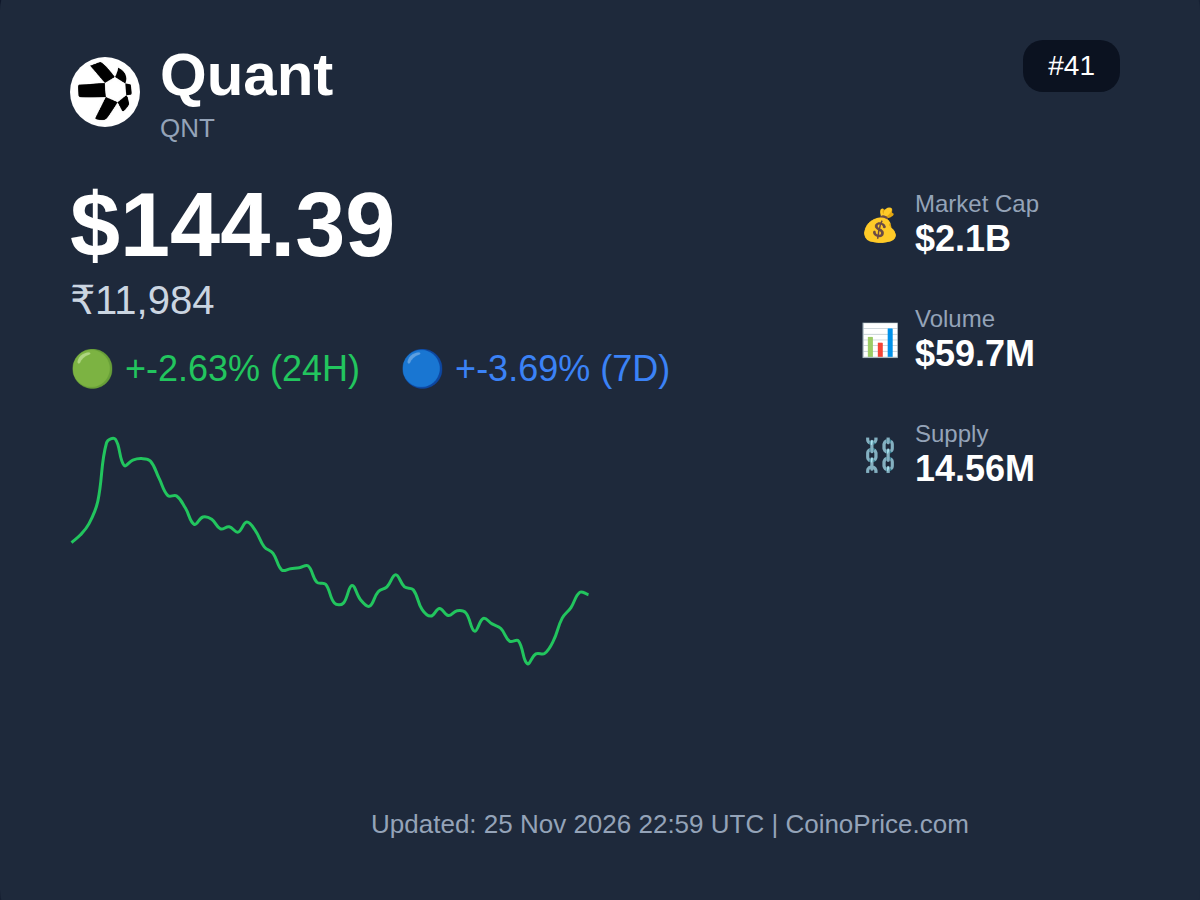 Quant
QNT
#41
$144.39
₹11,984
+-2.63% (24H)
+-3.69% (7D)
Market Cap
$2.1B
Volume
$59.7M
Supply
14.56M
Updated: 25 Nov 2026 22:59 UTC | CoinoPrice.com